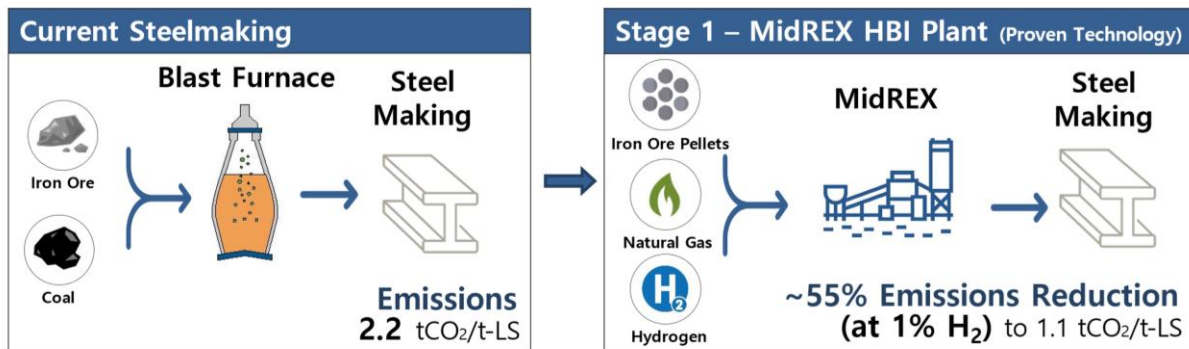 Current Steelmaking
Blast Furnace
Steel
Making
Iron Ore
Coal
Emissions
2.2 tCO₂/t-LS
Stage 1 – MidREX HBI Plant (Proven Technology)
Iron Ore Pellets
Natural Gas
H₂
Hydrogen
MidREX
Steel
Making
~55% Emissions Reduction
(at 1% H₂) to 1.1 tCO₂/t-LS